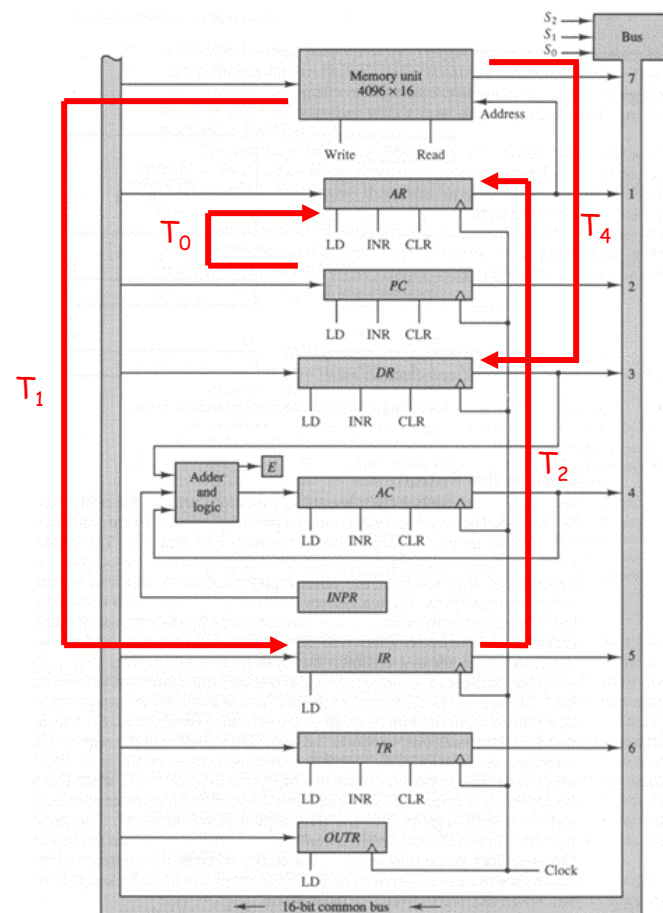 S2
S1
S0
Bus
Memory unit
4096 × 16
7
Address
Write Read
AR
1
T0
LD INR CLR
T4
PC
2
LD INR CLR
DR
3
T1
LD INR CLR
E
T2
Adder
and
logic
AC
4
LD INR CLR
INPR
IR
5
LD
TR
6
LD INR CLR
OUTR
LD
Clock
16-bit common bus